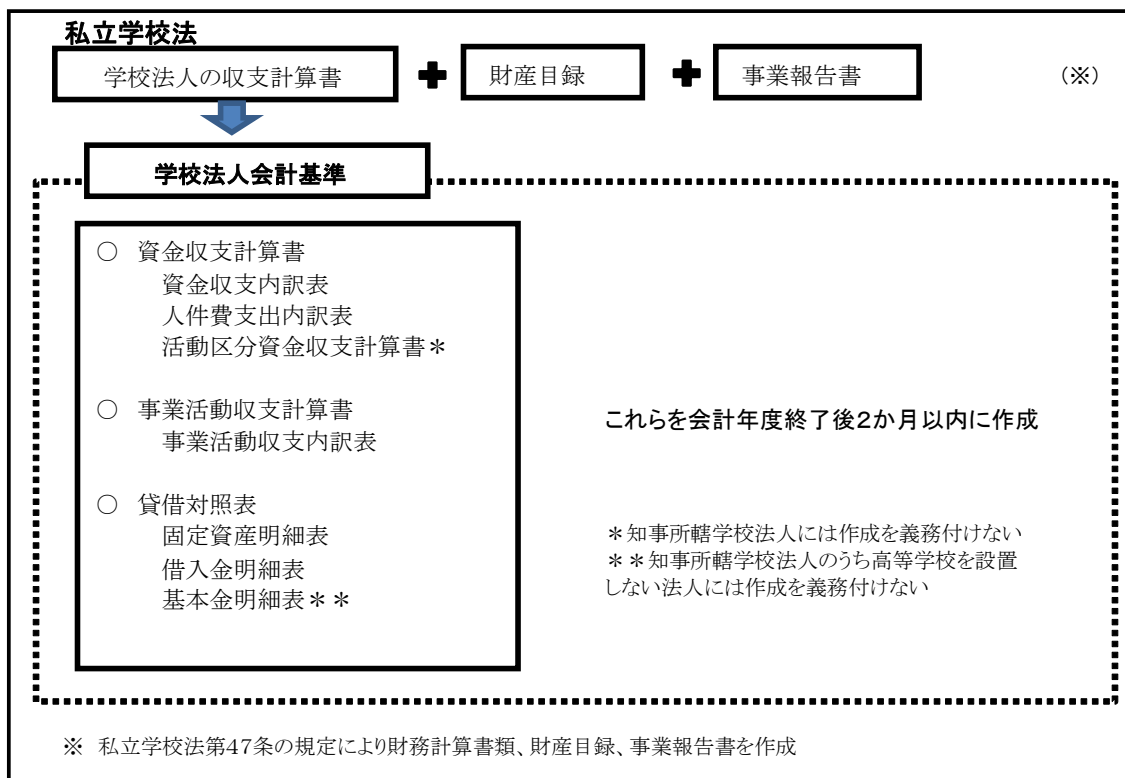 私立学校法
学校法人の収支計算書 ✚ 財産目録 ✚ 事業報告書 (※)
学校法人会計基準
○ 資金収支計算書
資金収支内訳表
人件費支出内訳表
活動区分資金収支計算書＊
○ 事業活動収支計算書
事業活動収支内訳表
これらを会計年度終了後2か月以内に作成
○ 貸借対照表
固定資産明細表
借入金明細表
基本金明細表＊＊
＊知事所轄学校法人には作成を義務付けない
＊＊知事所轄学校法人のうち高等学校を設置
しない法人には作成を義務付けない
※ 私立学校法第47条の規定により財務計算書類、財産目録、事業報告書を作成